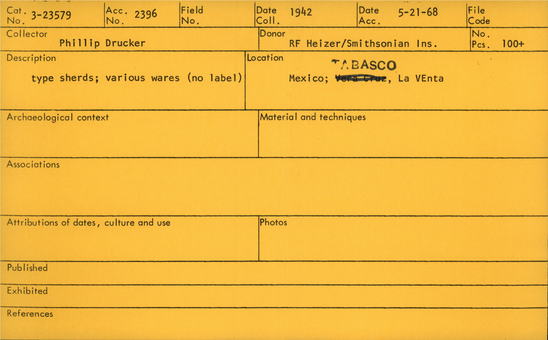 Cat. No. 3-23579 Acc. No. 2396 Field No. Date Coll. 1942 Date Acc. 5-21-68 File Code
Collector Phillip Drucker Donor RF Heizer/Smithsonian Ins. No. Pcs. 100+
Description Location TABASCO
type sherds; various wares (no label) Mexico; Vera Cruz, La VEnta
Archaeological context Material and techniques
Associations
Attributions of dates, culture and use Photos
Published
Exhibited
References